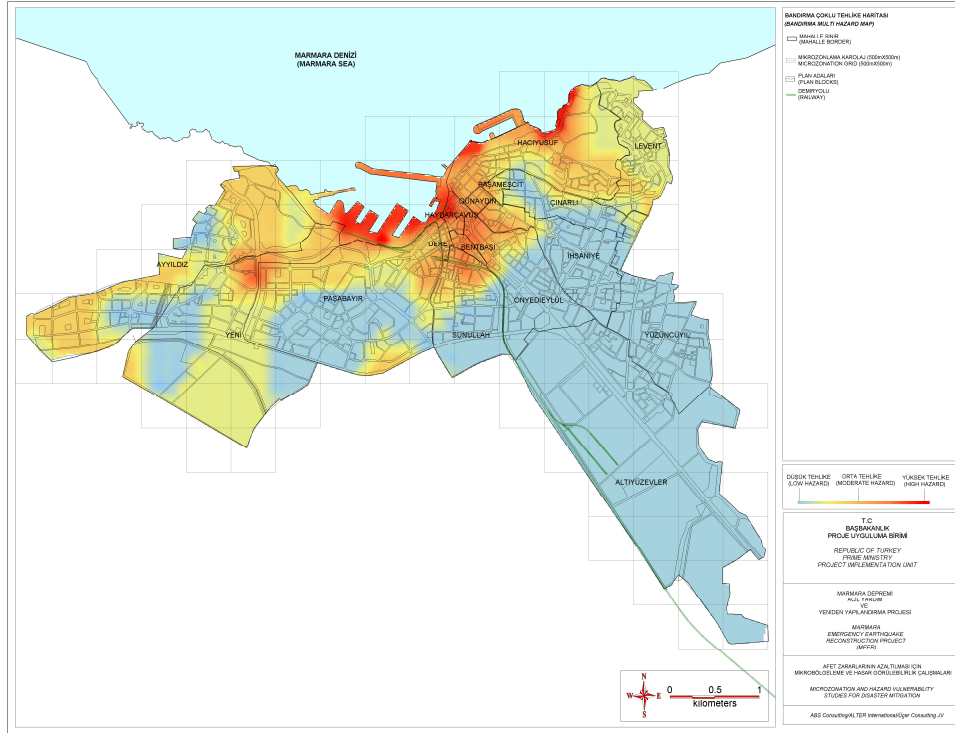 BANDIRMA ÇOKLU TEHLİKE HARİTASI
(BANDIRMA MULTI HAZARD MAP)
MAHALLE SINIR
(MAHALLE BORDER)
MİKROZONLAMA KAROLAJ (500mX500m)
MICROZONATION GRID (500mX500m)
PLAN ADALARI
(PLAN BLOCKS)
DEMİRYOLU
(RAILWAY)
MARMARA DENİZİ
(MARMARA SEA)
HACIYUSUF
LEVENT
PAŞAMESCİT
GÜNAYDIN
ÇINARLI
HAYDARÇAVUŞ
DERE
BENTBAŞI
İHSANİYE
AYYILDIZ
PAŞABAYIR
ONYEDİEYLÜL
YENİ
SUNULLAH
YÜZÜNCÜYIL
ALTIYÜZEVLER
DÜŞÜK TEHLİKE
(LOW HAZARD)
ORTA TEHLİKE
(MODERATE HAZARD)
YÜKSEK TEHLİKE
(HIGH HAZARD)
T.C
BAŞBAKANLIK
PROJE UYGULUMA BİRİMİ
REPUBLIC OF TURKEY
PRIME MINISTRY
PROJECT IMPLEMENTATION UNIT
MARMARA DEPREMİ
ACİL YARDIM
VE
YENİDEN YAPILANDIRMA PROJESİ
MARMARA
EMERGENCY EARTHQUAKE
RECONSTRUCTION PROJECT
(MEER)
AFET ZARARLARININ AZALTILMASI İÇİN
MİKROBÖLGELEME VE HASAR GÖRÜLEBİLİRLİK ÇALIŞMALARI
MICROZONATION AND HAZARD VULNERABILITY
STUDIES FOR DISASTER MITIGATION
ABS Consulting/ALTER International/Üçer Consulting JV
N
W E
S
0 0.5 1
kilometers